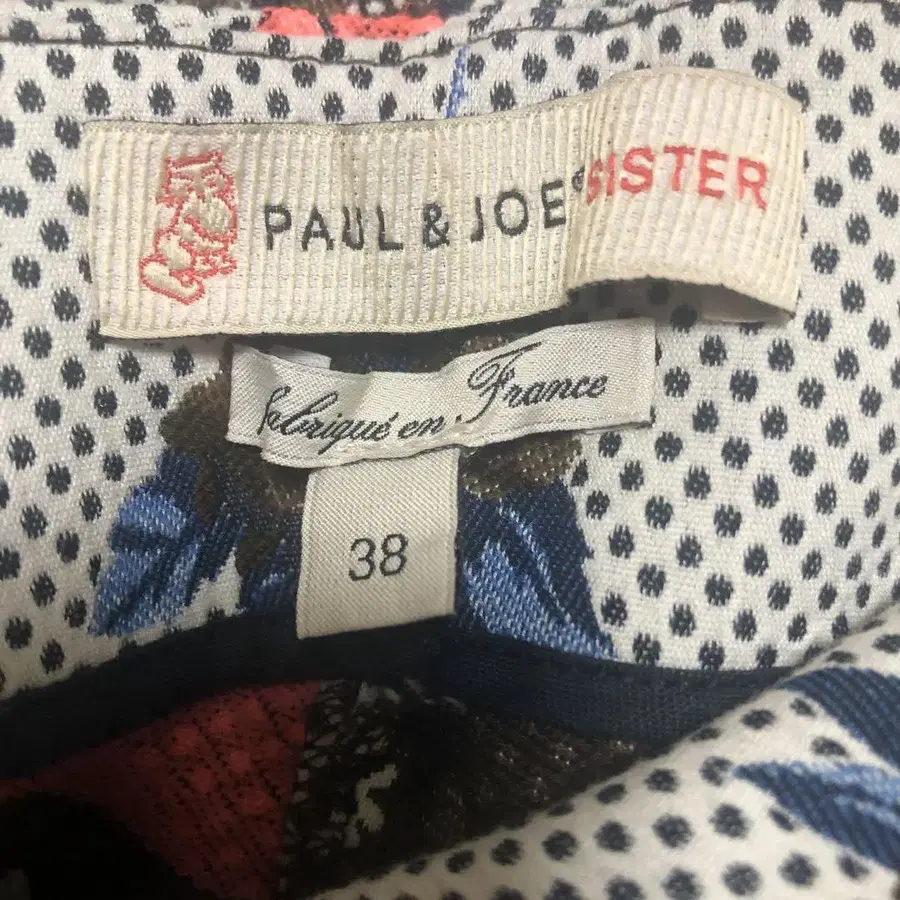 PAUL & JOE SISTER
Fabriqué en France
38